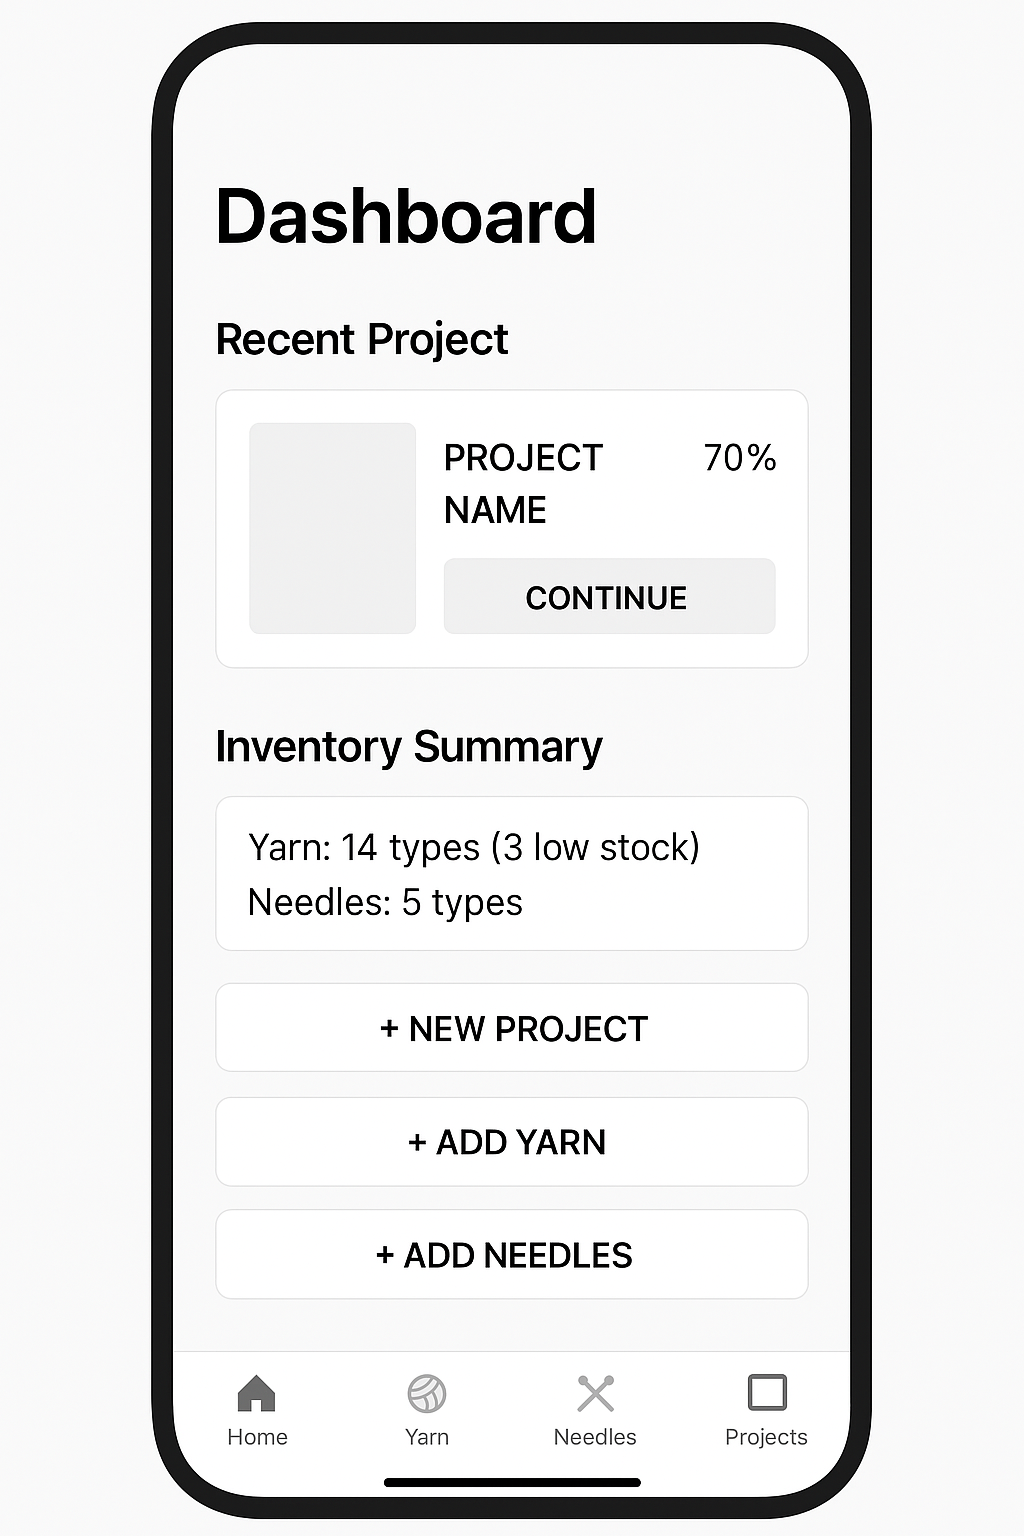 Dashboard
Recent Project
PROJECT 70%
NAME
CONTINUE
Inventory Summary
Yarn: 14 types (3 low stock)
Needles: 5 types
+ NEW PROJECT
+ ADD YARN
+ ADD NEEDLES
Home Yarn Needles Projects